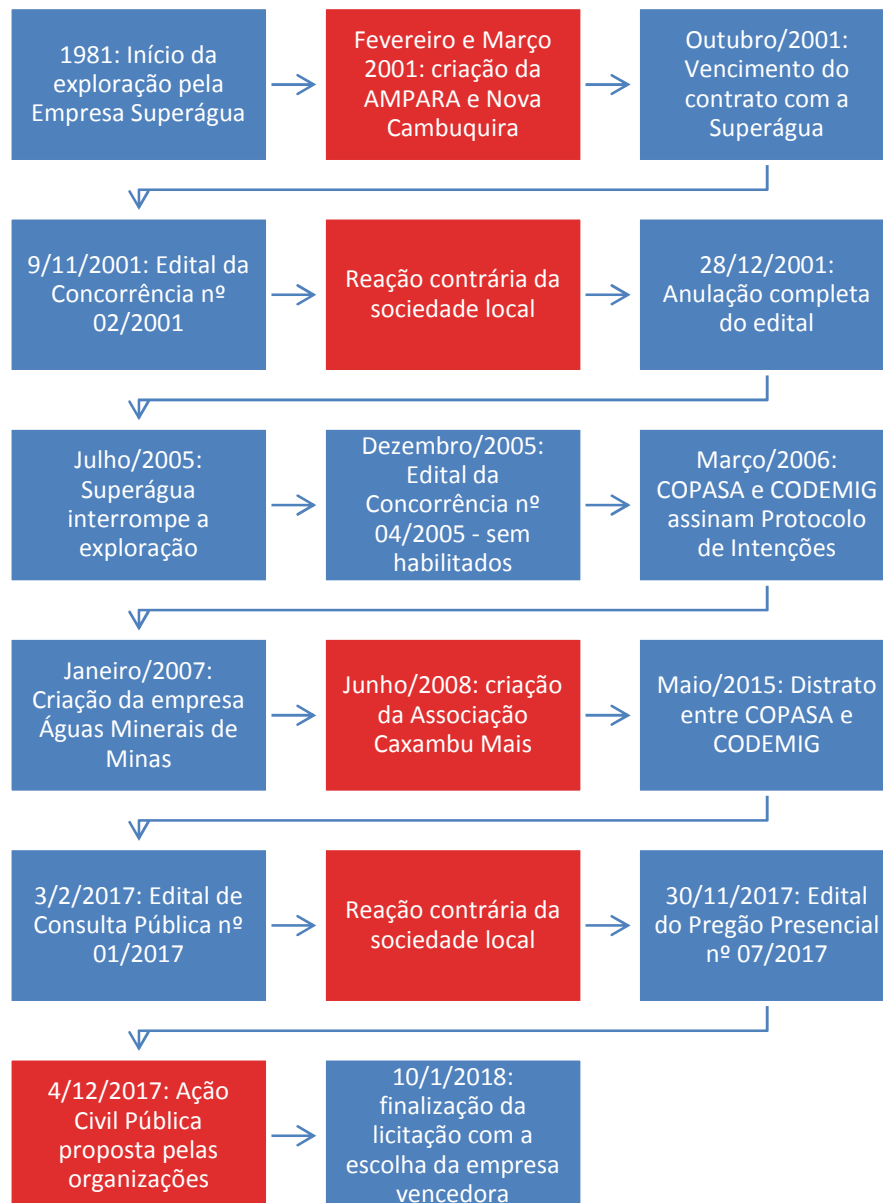 1981: Início da
exploração pela
Empresa Superágua
Fevereiro e Março
2001: criação da
AMPARA e Nova
Cambuquira
Outubro/2001:
Vencimento do
contrato com a
Superágua
9/11/2001: Edital da
Concorrência nº
02/2001
Reação contrária da
sociedade local
28/12/2001:
Anulação completa
do edital
Julho/2005:
Superágua
interrompe a
exploração
Dezembro/2005:
Edital da
Concorrência nº
04/2005 - sem
habilitados
Março/2006:
COPASA e CODEMIG
assinam Protocolo
de Intenções
Janeiro/2007:
Criação da empresa
Águas Minerais de
Minas
Junho/2008: criação
da Associação
Caxambu Mais
Maio/2015: Distrato
entre COPASA e
CODEMIG
3/2/2017: Edital de
Consulta Pública nº
01/2017
Reação contrária da
sociedade local
30/11/2017: Edital
do Pregão Presencial
nº 07/2017
4/12/2017: Ação
Civil Pública
proposta pelas
organizações
10/1/2018:
finalização da
licitação com a
escolha da empresa
vencedora